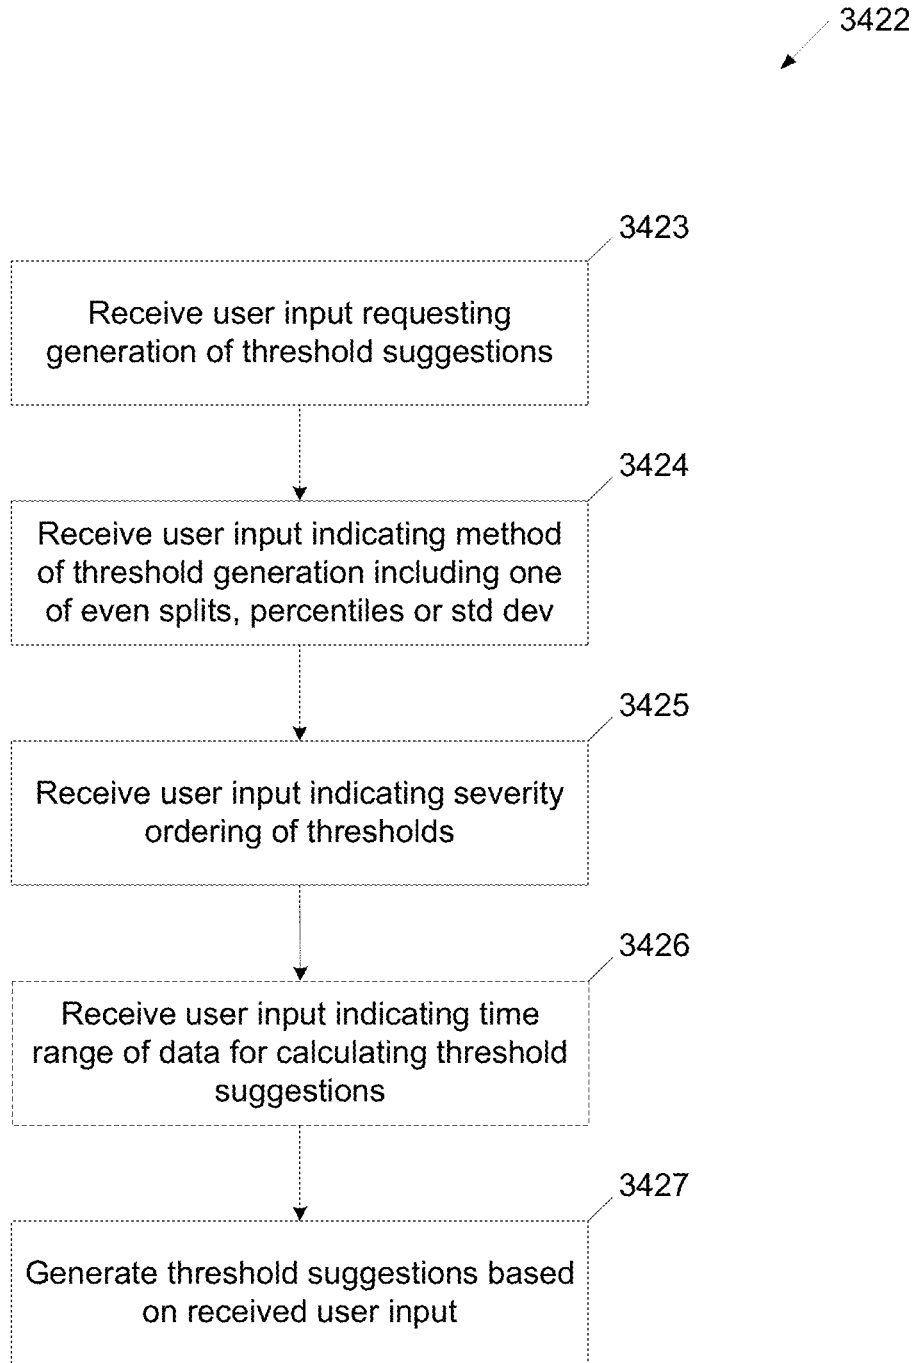 3422
3423
Receive user input requesting
generation of threshold suggestions
3424
Receive user input indicating method
of threshold generation including one
of even splits, percentiles or std dev
3425
Receive user input indicating severity
ordering of thresholds
3426
Receive user input indicating time
range of data for calculating threshold
suggestions
3427
Generate threshold suggestions based
on received user input